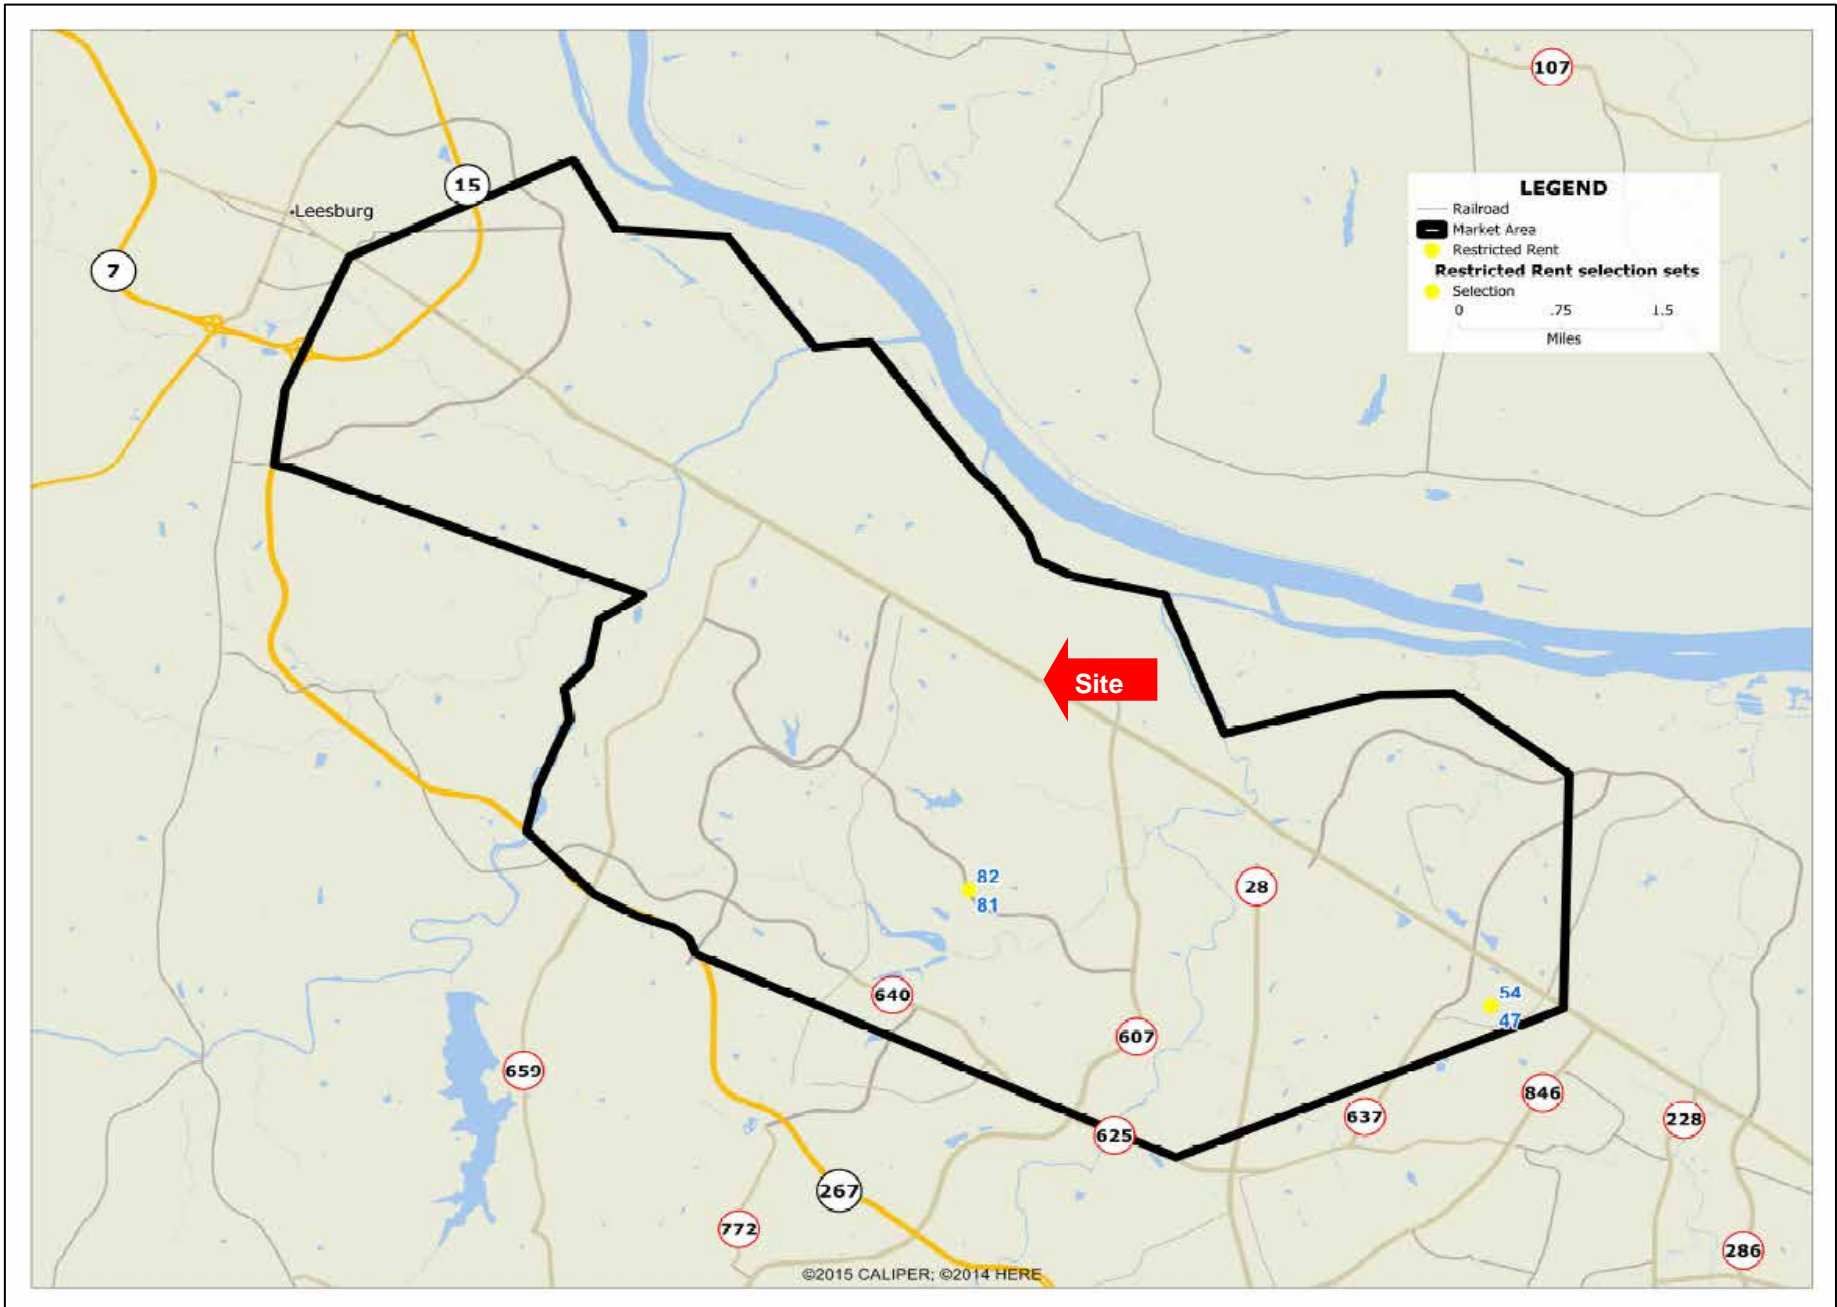 107
15
LEGEND
Railroad
Market Area
Restricted Rent
Restricted Rent selection sets
Selection
0 .75 1.5
Miles
Leesburg
7
Site
82
81
28
640
54
47
607
659
846
637
228
625
267
772
286
©2015 CALIPER; ©2014 HERE